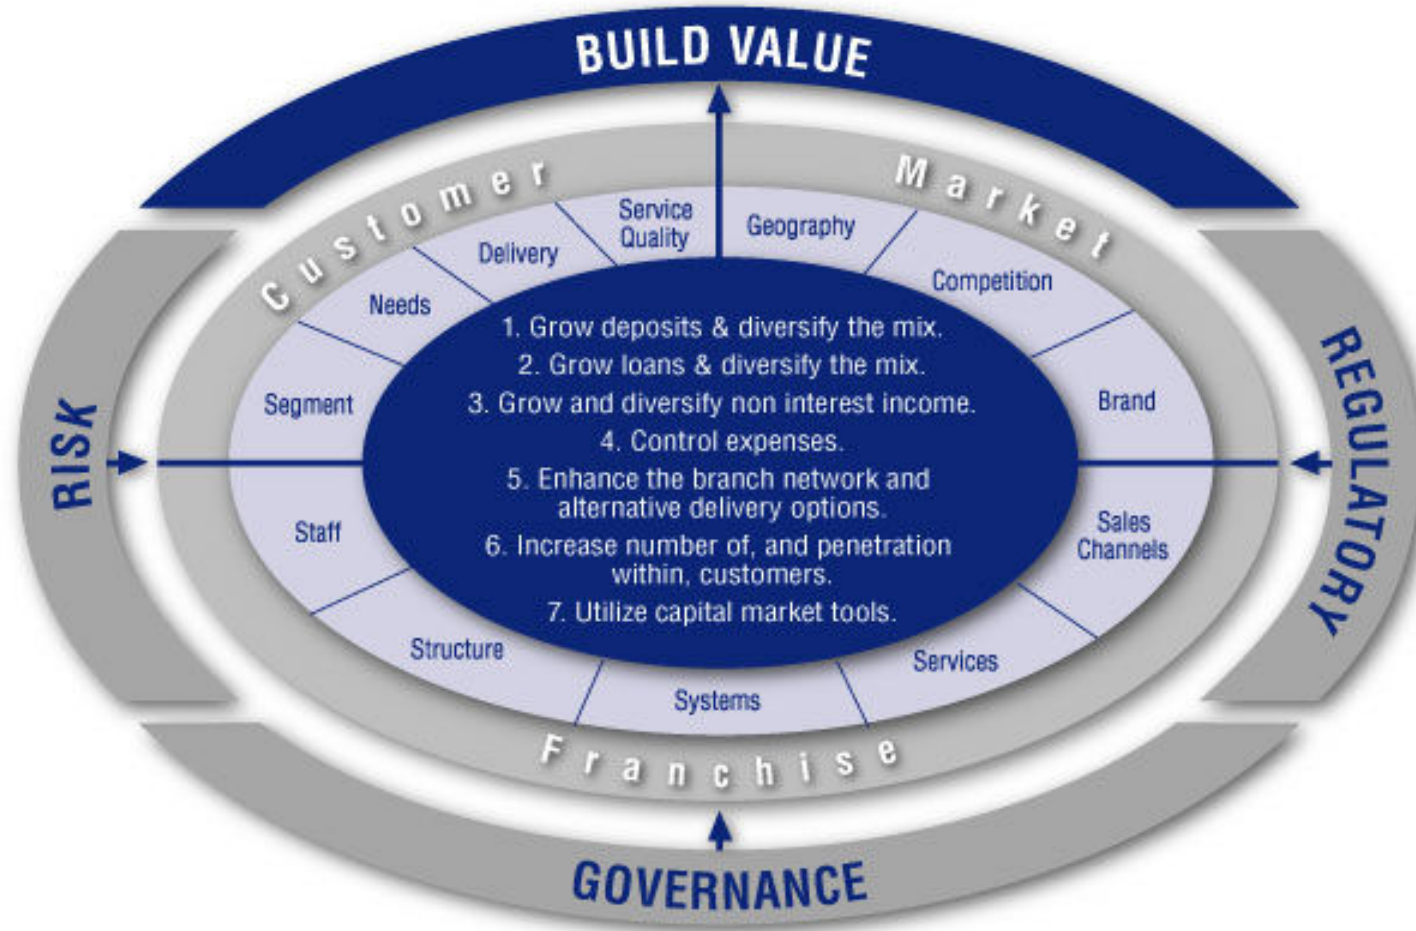 BUILD VALUE
Customer
Market
Service
Quality
Geography
Delivery
Competition
Needs
1. Grow deposits & diversify the mix.
2. Grow loans & diversify the mix.
3. Grow and diversify non interest income.
4. Control expenses.
5. Enhance the branch network and
alternative delivery options.
6. Increase number of, and penetration
within, customers.
7. Utilize capital market tools.
Segment
Brand
RISK
REGULATORY
Staff
Sales
Channels
Structure
Services
Systems
Franchise
GOVERNANCE